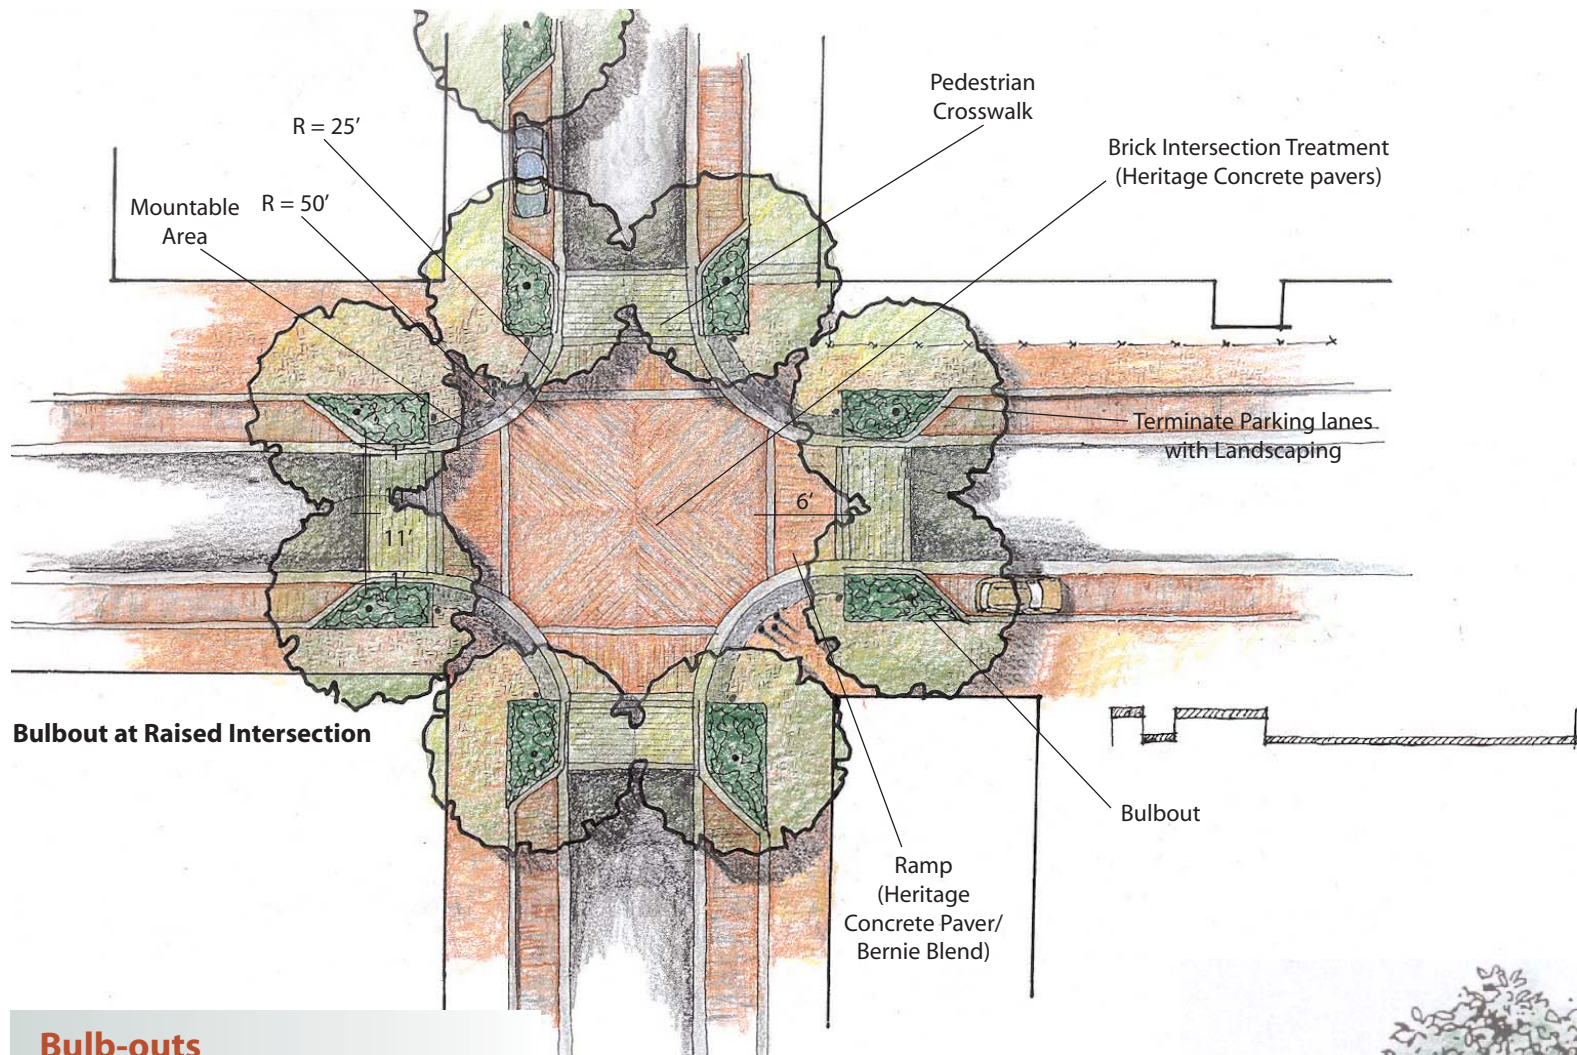 Pedestrian
Crosswalk
R = 25’
Brick Intersection Treatment
(Heritage Concrete pavers)
Mountable
Area
R = 50’
Terminate Parking lanes
with Landscaping
6’
11’
Bulbout at Raised Intersection
Bulbout
Ramp
(Heritage
Concrete Paver/
Bernie Blend)
Bulb-outs